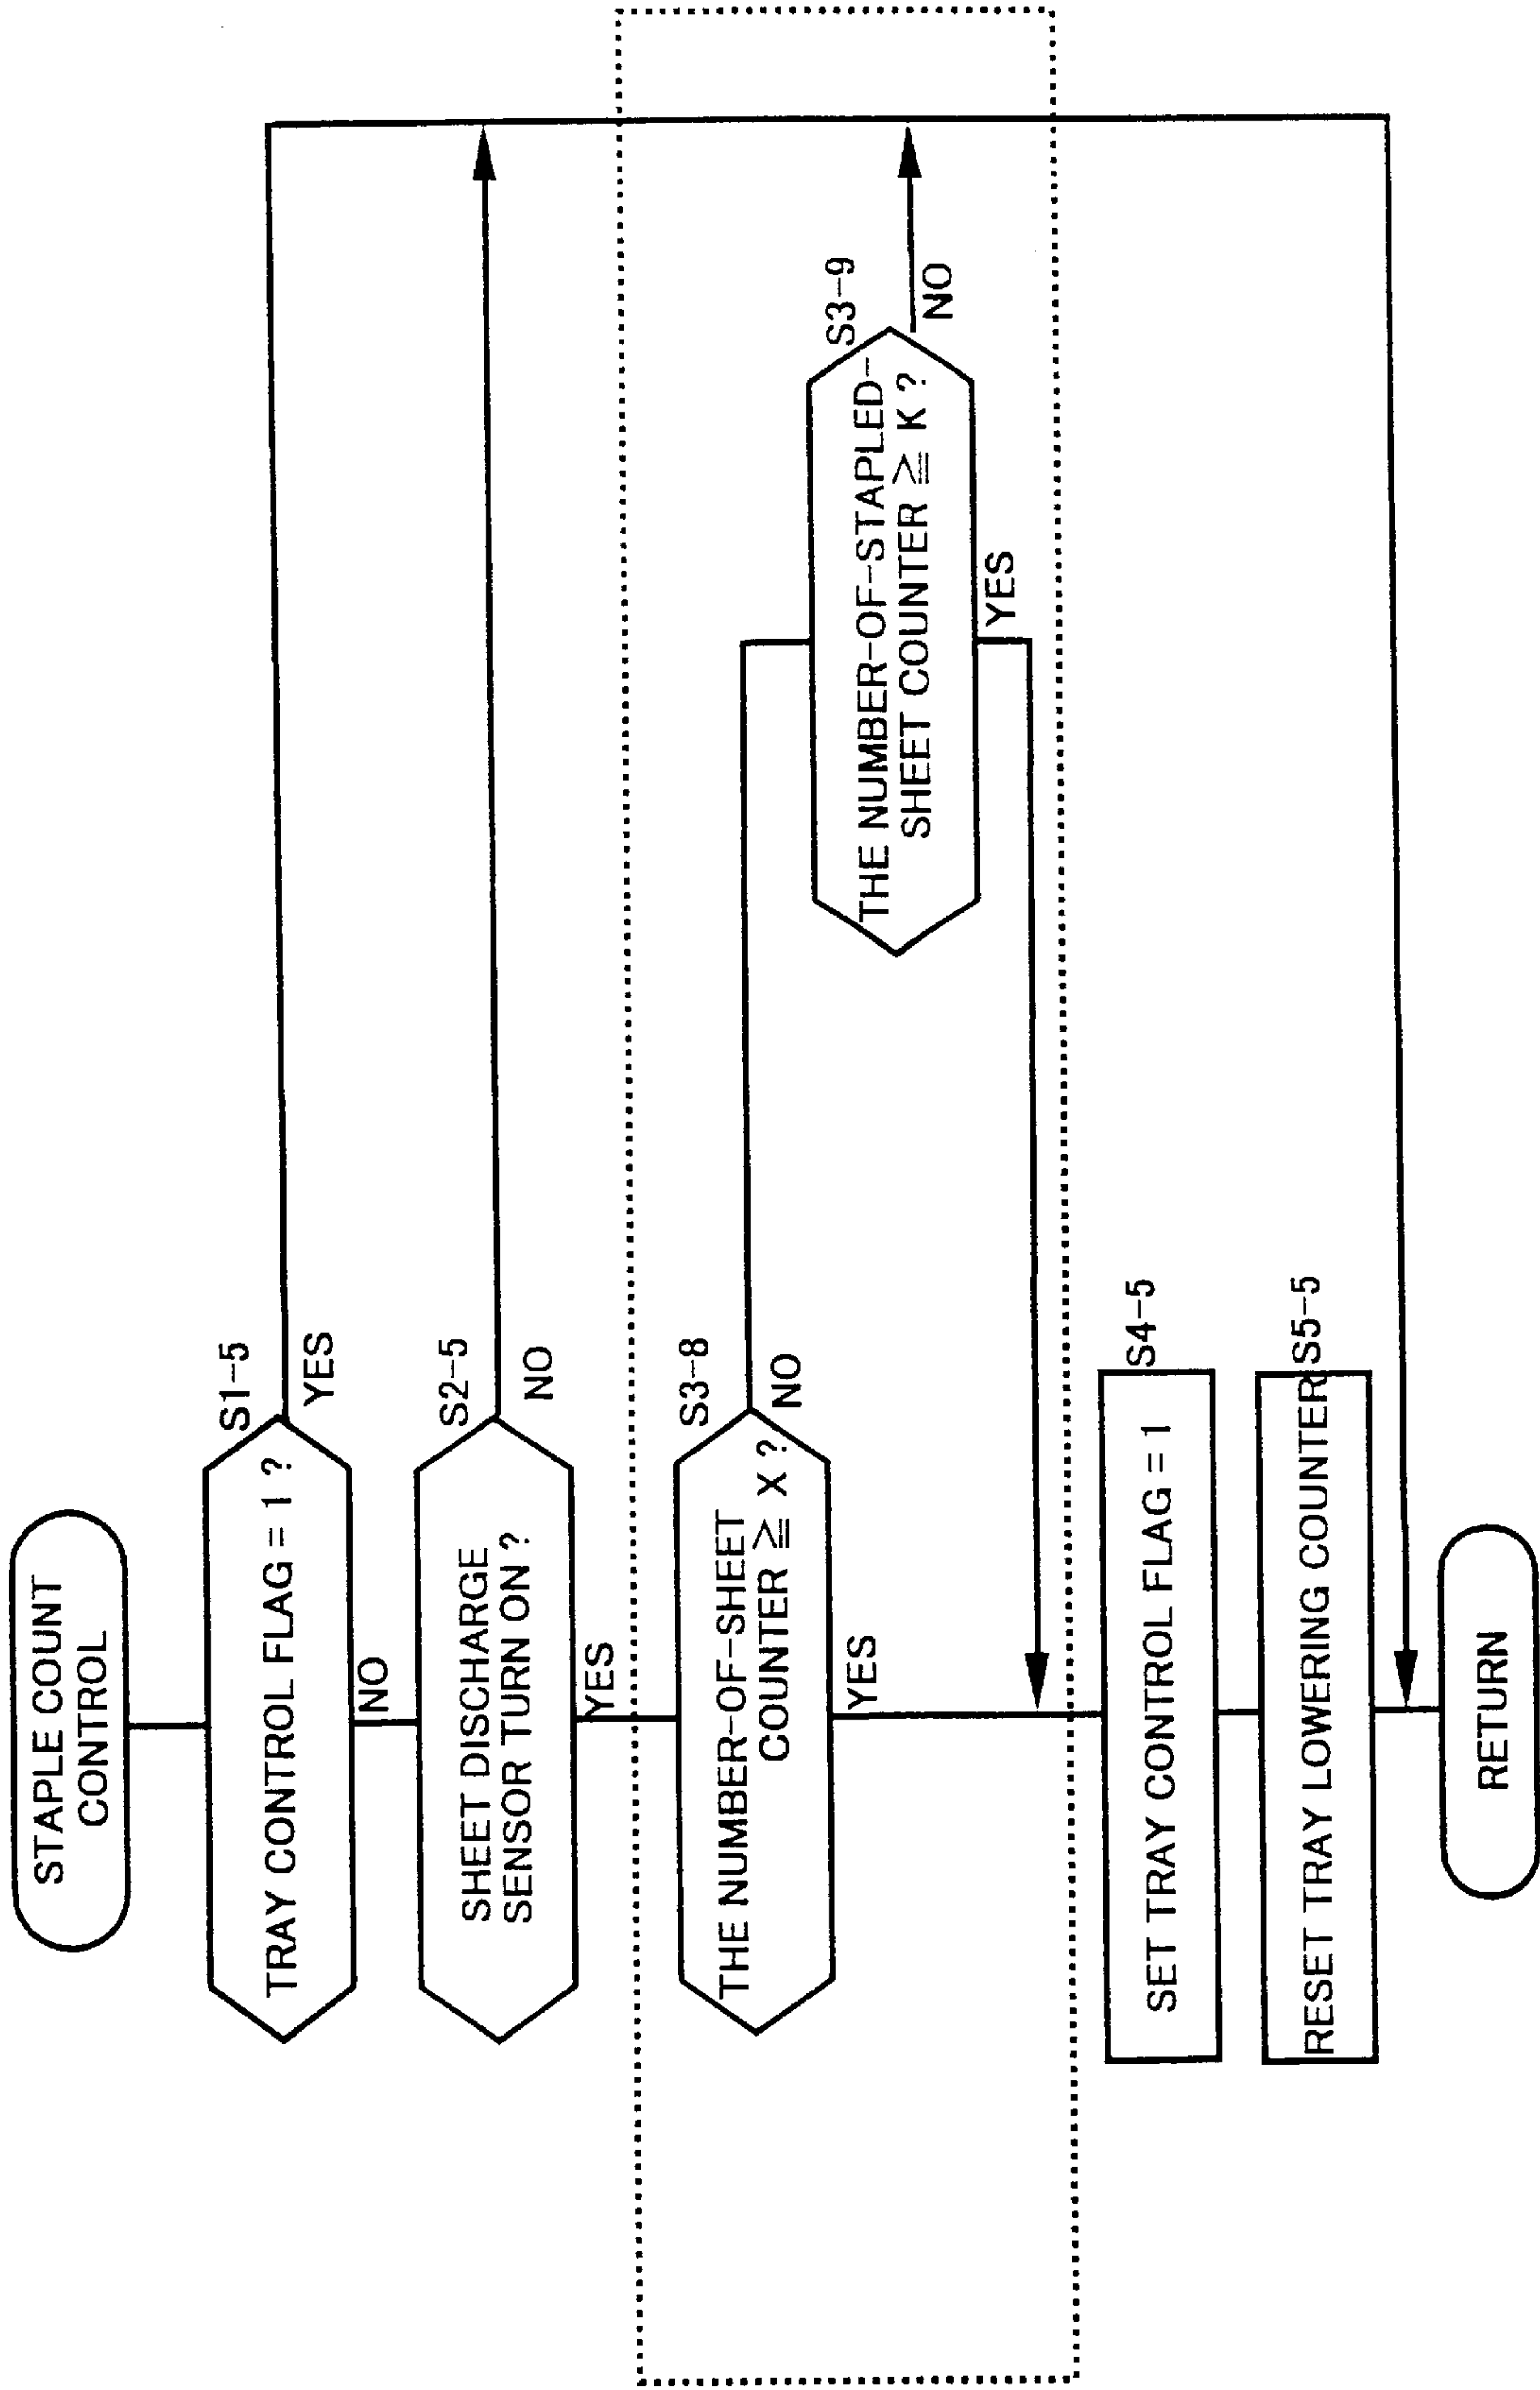 STAPLE COUNT
CONTROL
S1-5
TRAY CONTROL FLAG = 1 ?
YES
NO
S2-5
SHEET DISCHARGE
SENSOR TURN ON ?
NO
YES
S3-8
THE NUMBER-OF-SHEET
COUNTER ≧ X ?
NO
YES
S3-9
THE NUMBER-OF-STAPLED-
SHEET COUNTER ≧ K ?
NO
YES
S4-5
SET TRAY CONTROL FLAG = 1
S5-5
RESET TRAY LOWERING COUNTER
RETURN